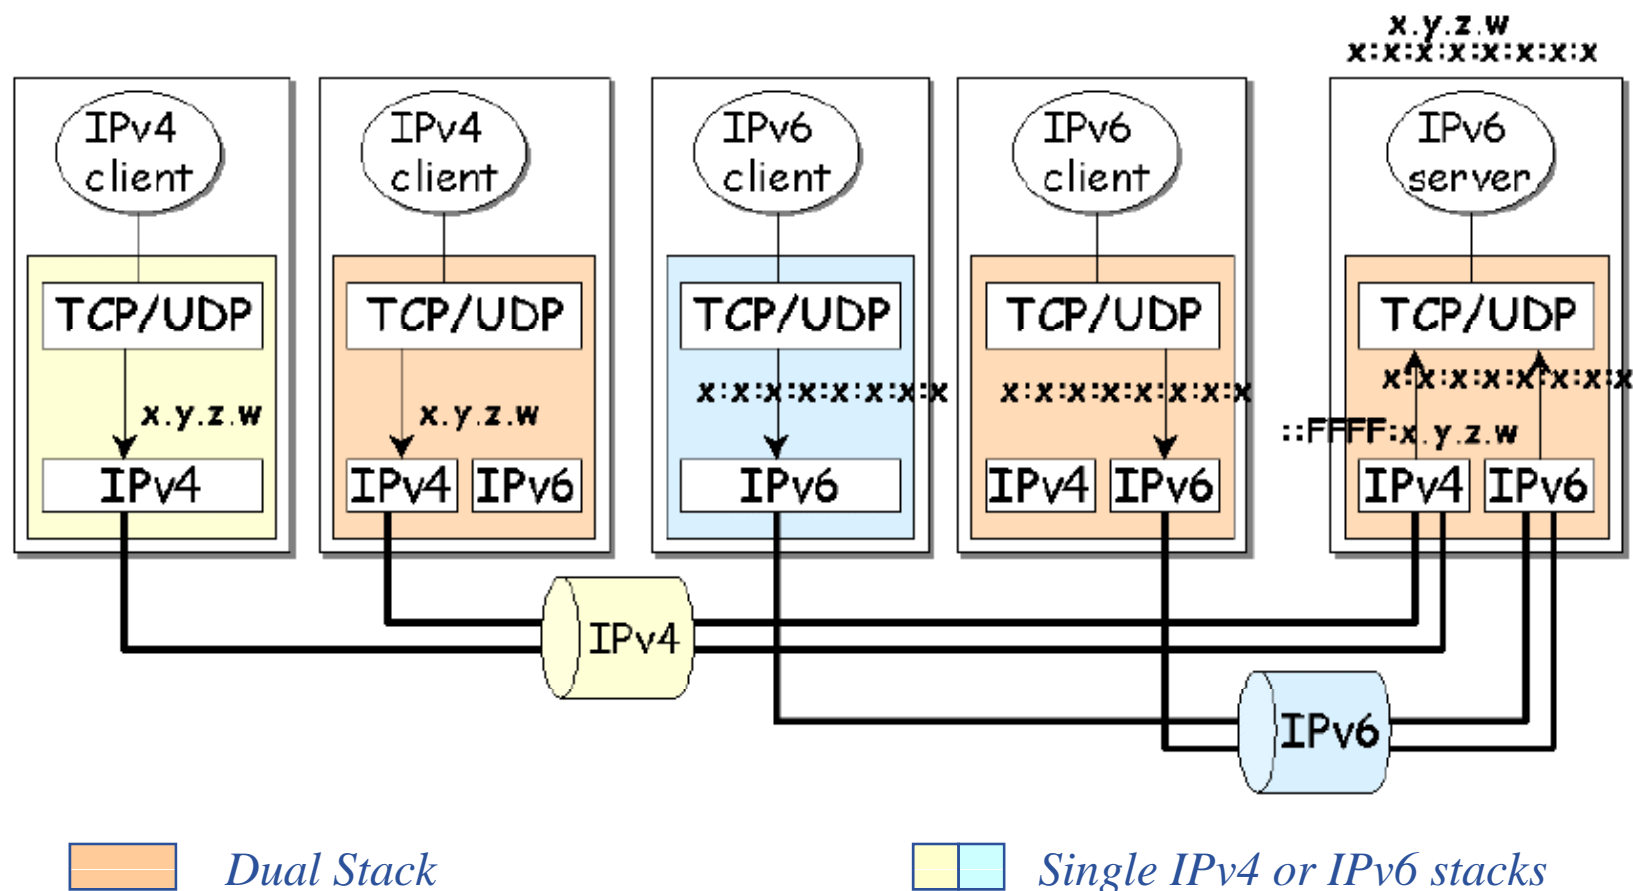 x.y.z.w
x:x:x:x:x:x:x:x
IPv4
client
IPv4
client
IPv6
client
IPv6
client
IPv6
server
TCP/UDP
TCP/UDP
TCP/UDP
TCP/UDP
TCP/UDP
x.y.z.w
x.y.z.w
x:x:x:x:x:x:x:x
x:x:x:x:x:x:x:x
x:x:x:x:x:x:x:x
::FFFF:x.y.z.w
IPv4
IPv4
IPv6
IPv6
IPv4
IPv6
IPv4
IPv6
IPv4
IPv6
Dual Stack
Single IPv4 or IPv6 stacks